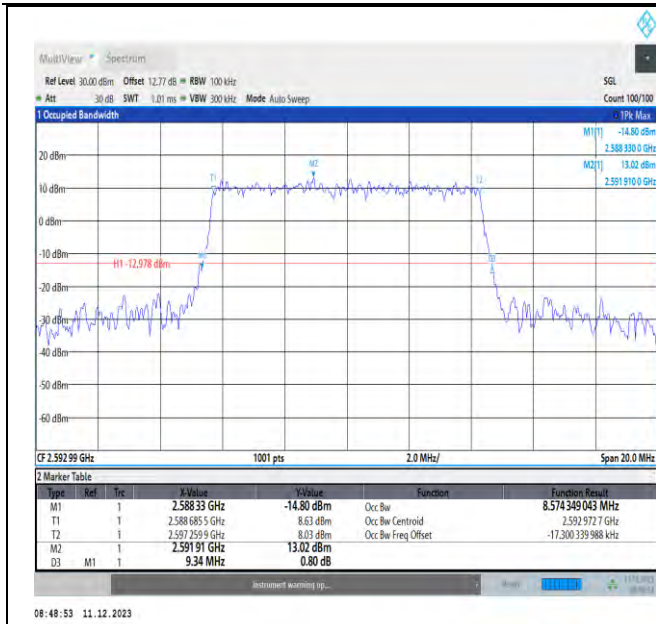 MultiView Spectrum
Ref Level 30.00 dBm Offset 12.77 dB RBW 100 kHz SGL
Att 30 dB SWT 1.01 ms VBW 300 kHz Mode Auto Sweep Count 100/100
1 Occupied Bandwidth 1Pk Max
M1[1] -14.80 dBm
2.588 330 0 GHz
M2[1] 13.02 dBm
2.591 910 0 GHz
20 dBm
M2
T1 T2
10 dBm
0 dBm
-10 dBm
H1 -12.978 dBm
-20 dBm
-30 dBm
-40 dBm
-50 dBm
-60 dBm
CF 2.592 99 GHz 1001 pts 2.0 MHz/ Span 20.0 MHz
2 Marker Table
Type Ref Trc X-Value Y-Value Function Function Result
M1 1 2.588 33 GHz -14.80 dBm Occ Bw 8.574 349 043 MHz
T1 1 2.588 685 5 GHz 8.63 dBm Occ Bw Centroid 2.592 972 7 GHz
T2 1 2.597 259 9 GHz 8.03 dBm Occ Bw Freq Offset -17.300 339 988 kHz
M2 1 2.591 91 GHz 13.02 dBm
D3 M1 1 9.34 MHz 0.80 dB
Instrument warming up...
08:48:53 11.12.2023